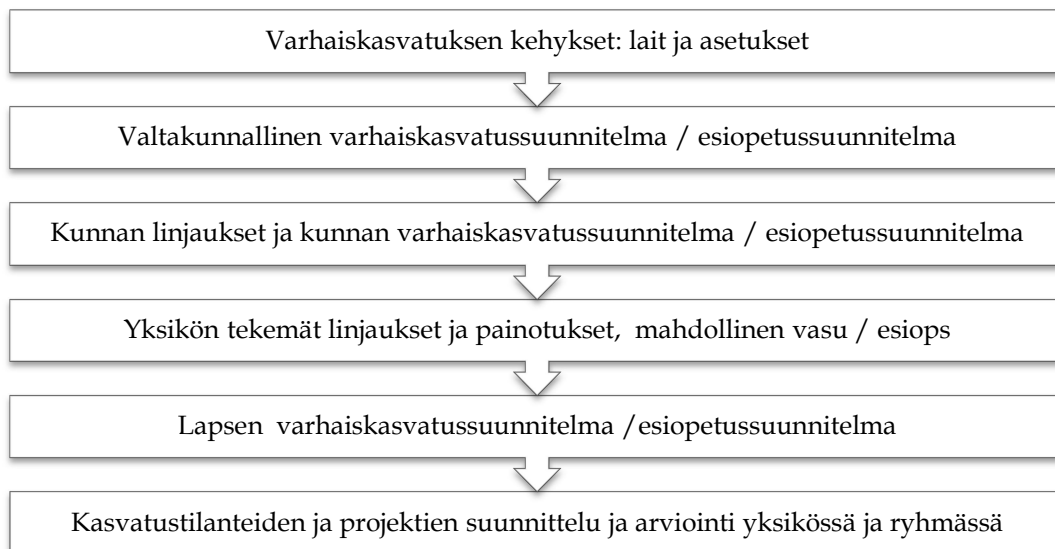 Varhaiskasvatuksen kehykset: lait ja asetukset
Valtakunnallinen varhaiskasvatussuunnitelma / esiopetussuunnitelma
Kunnan linjaukset ja kunnan varhaiskasvatussuunnitelma / esiopetussuunnitelma
Yksikön tekemät linjaukset ja painotukset, mahdollinen vasu / esiops
Lapsen varhaiskasvatussuunnitelma /esiopetussuunnitelma
Kasvatustilanteiden ja projektien suunnittelu ja arviointi yksikössä ja ryhmässä